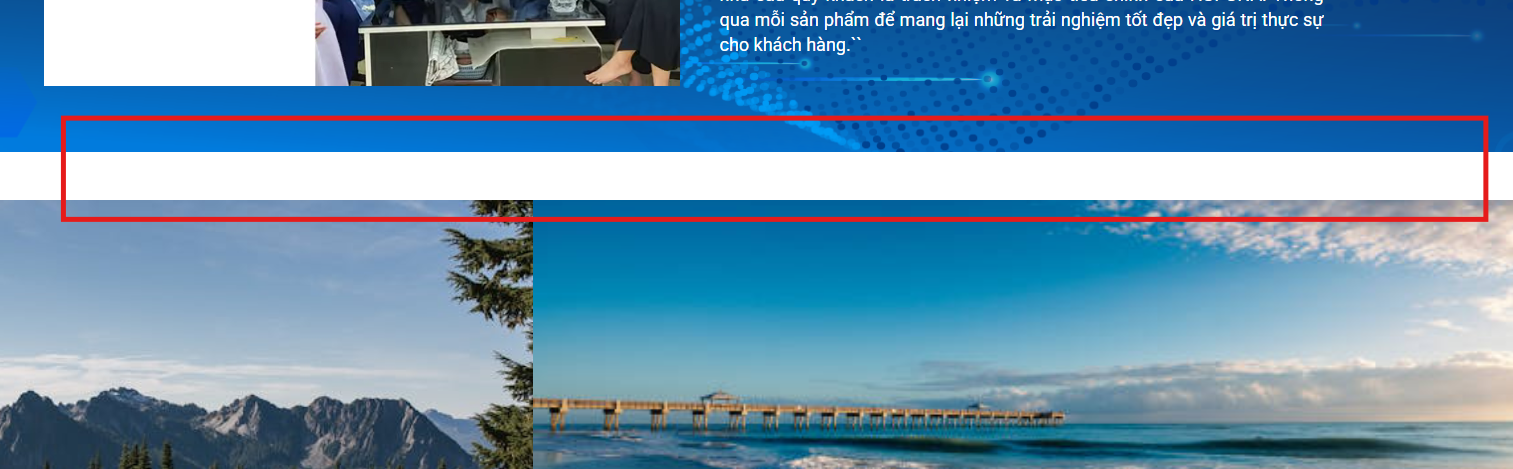 qua mỗi sản phẩm để mang lại những trải nghiệm tốt đẹp và giá trị thực sự
cho khách hàng.``